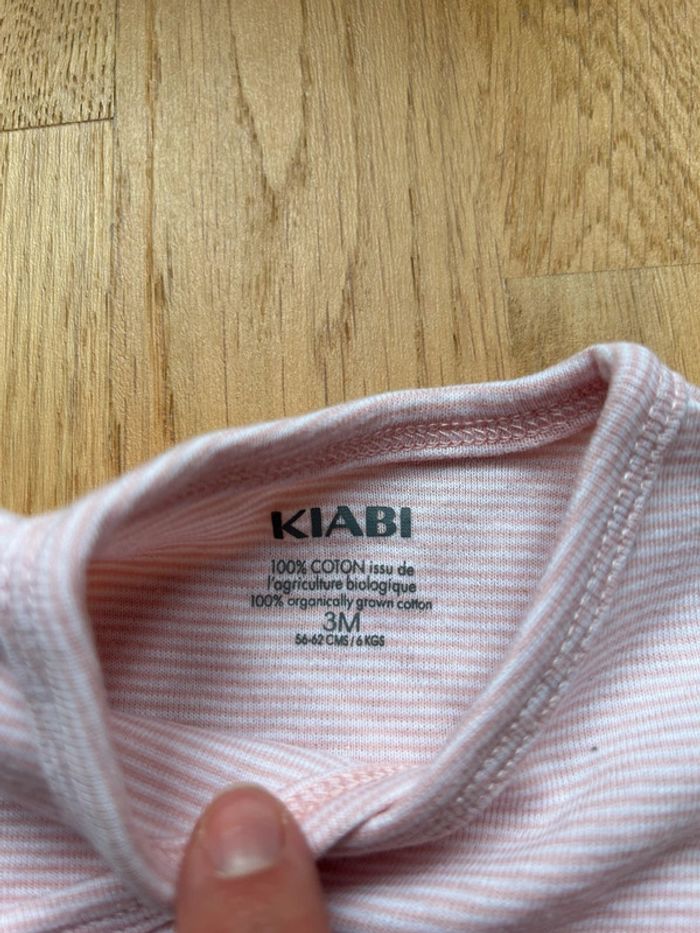 KIABI
100% COTON issu de
l'agriculture biologique
100% organically grown cotton
3M
56-62 CMS / 6 KGS